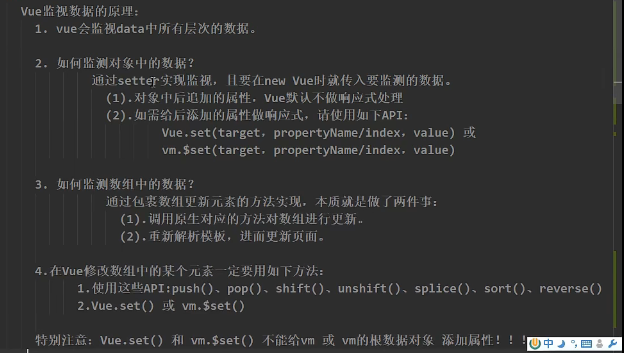 Vue监视数据的原理：
1. vue会监视data中所有层次的数据。
2. 如何监测对象中的数据？
通过setter实现监视，且要在new Vue时就传入要监测的数据。
(1).对象中后追加的属性，Vue默认不做响应式处理
(2).如需给后添加的属性做响应式，请使用如下API：
Vue.set(target，propertyName/index，value) 或
vm.$set(target，propertyName/index，value)
3. 如何监测数组中的数据？
通过包裹数组更新元素的方法实现，本质就是做了两件事：
(1).调用原生对应的方法对数组进行更新。
(2).重新解析模板，进而更新页面。
4.在Vue修改数组中的某个元素一定要用如下方法：
1.使用这些API:push()、pop()、shift()、unshift()、splice()、sort()、reverse()
2.Vue.set() 或 vm.$set()
特别注意：Vue.set() 和 vm.$set() 不能给vm 或 vm的根数据对象 添加属性！！！
中